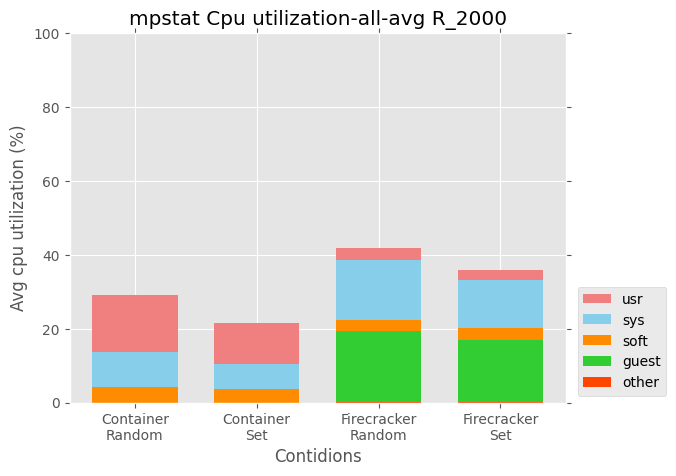 mpstat Cpu utilization-all-avg R_2000
Avg cpu utilization (%)
100
80
60
40
20
0
Container
Random
Container
Set
Firecracker
Random
Firecracker
Set
Contidions
usr
sys
soft
guest
other